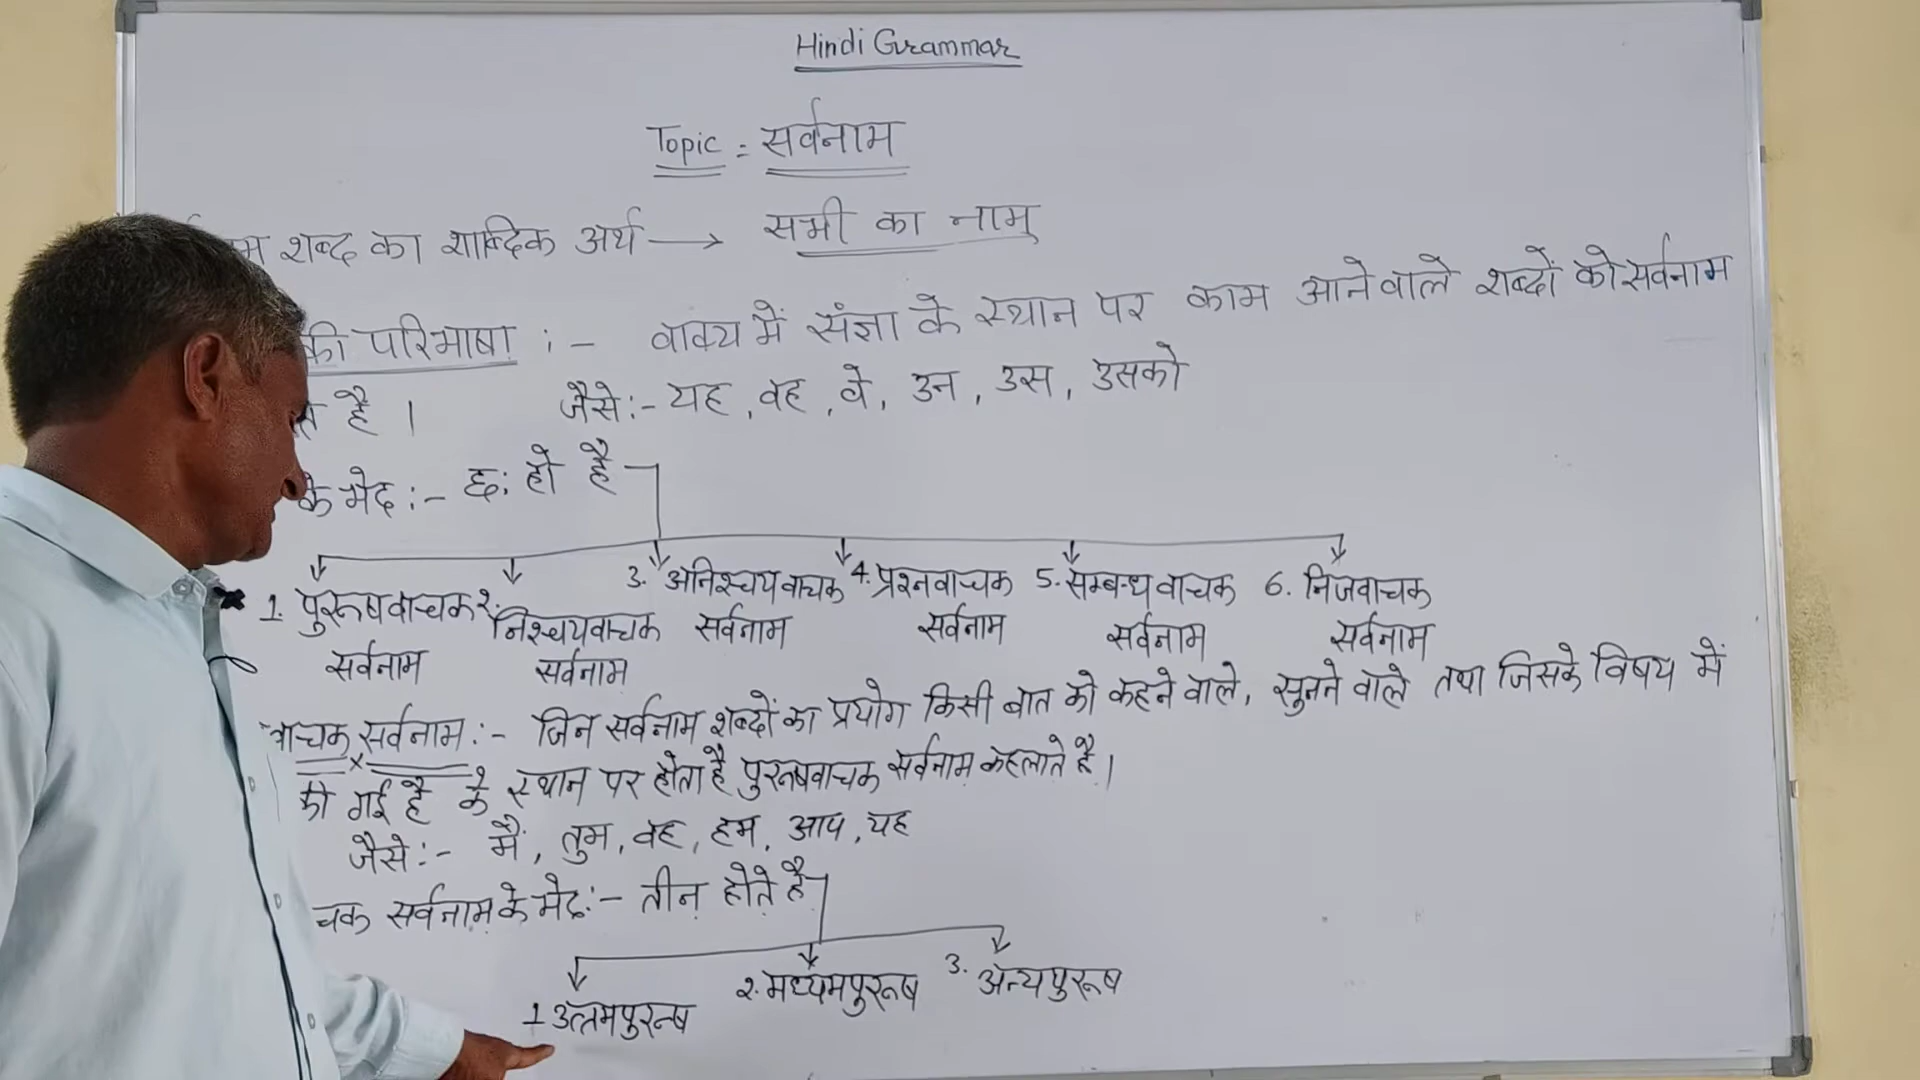 Hindi Grammar
Topic = सर्वनाम
शब्द का शाब्दिक अर्थ → सभी का नाम
की परिभाषा :- वाक्य में संज्ञा के स्थान पर काम आने वाले शब्दों को सर्वनाम
है । जैसे :- यह, वह, वे, उन, उस, उसको
के भेद :- छः हो है
1. पुरुषवाचक सर्वनाम
2. निश्चयवाचक सर्वनाम
3. अनिश्चयवाचक सर्वनाम
4. प्रश्नवाचक सर्वनाम
5. सम्बन्धवाचक सर्वनाम
6. निजवाचक सर्वनाम
वाचक सर्वनाम :- जिन सर्वनाम शब्दों का प्रयोग किसी बात को कहने वाले, सुनने वाले तथा जिसके विषय में
की गई है के स्थान पर होता है पुरुषवाचक सर्वनाम कहलाते है ।
जैसे :- मैं, तुम, वह, हम, आप, यह
चक सर्वनाम के भेद :- तीन होते है
1 उत्तमपुरुष 2. मध्यमपुरुष 3. अन्यपुरुष